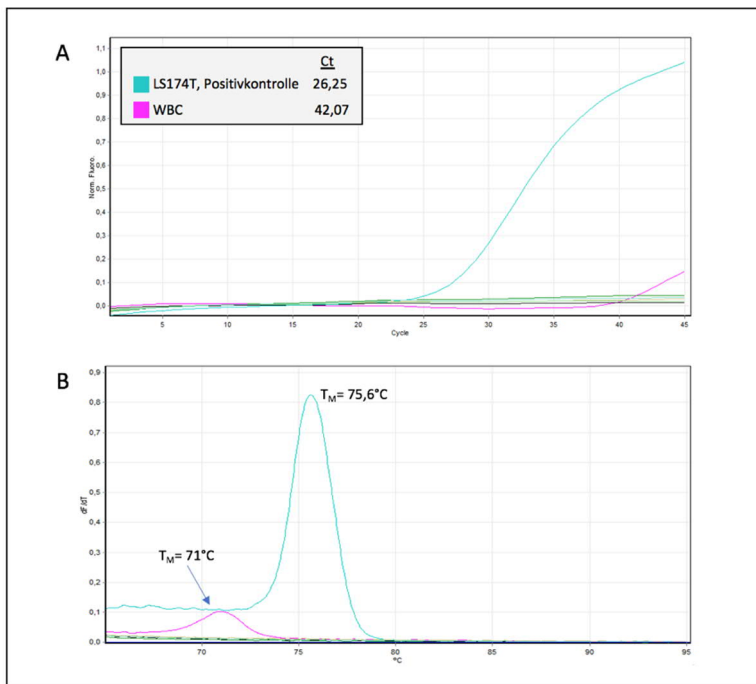 A
Ct
LS174T, Positivkontrolle 26,25
WBC 42,07
1,1
1,0
0,9
0,8
0,7
0,6
0,5
0,4
0,3
0,2
0,1
0,0
Norm. Fluoro.
5 10 15 20 25 30 35 40 45
Cycle
B
0,9
0,8
0,7
0,6
0,5
0,4
0,3
0,2
0,1
0,0
dF/dT
TM= 75,6°C
TM= 71°C
70 75 80 85 90 95
°C